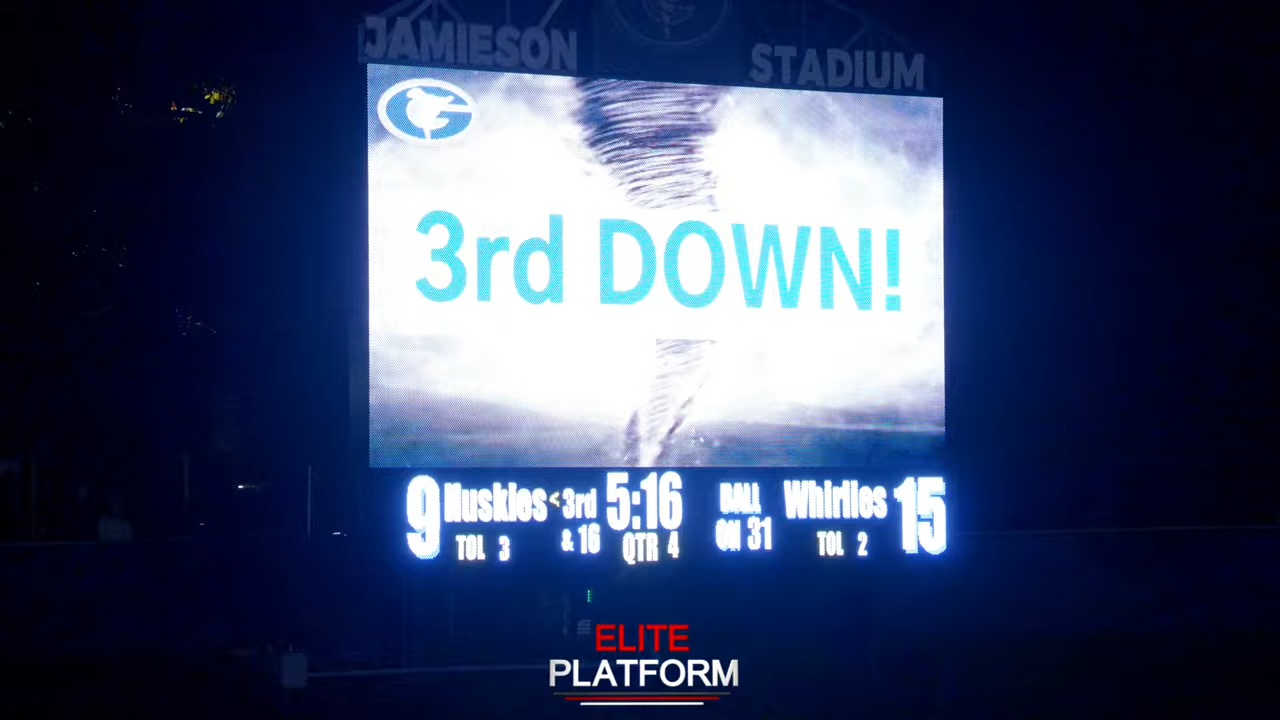 JAMIESON STADIUM
G
3rd DOWN!
9 Huskies < 3rd 5:16 BALL Whirlies 15
TOL 3 & 16 QTR 4 ON 31 TOL 2
ELITE
PLATFORM